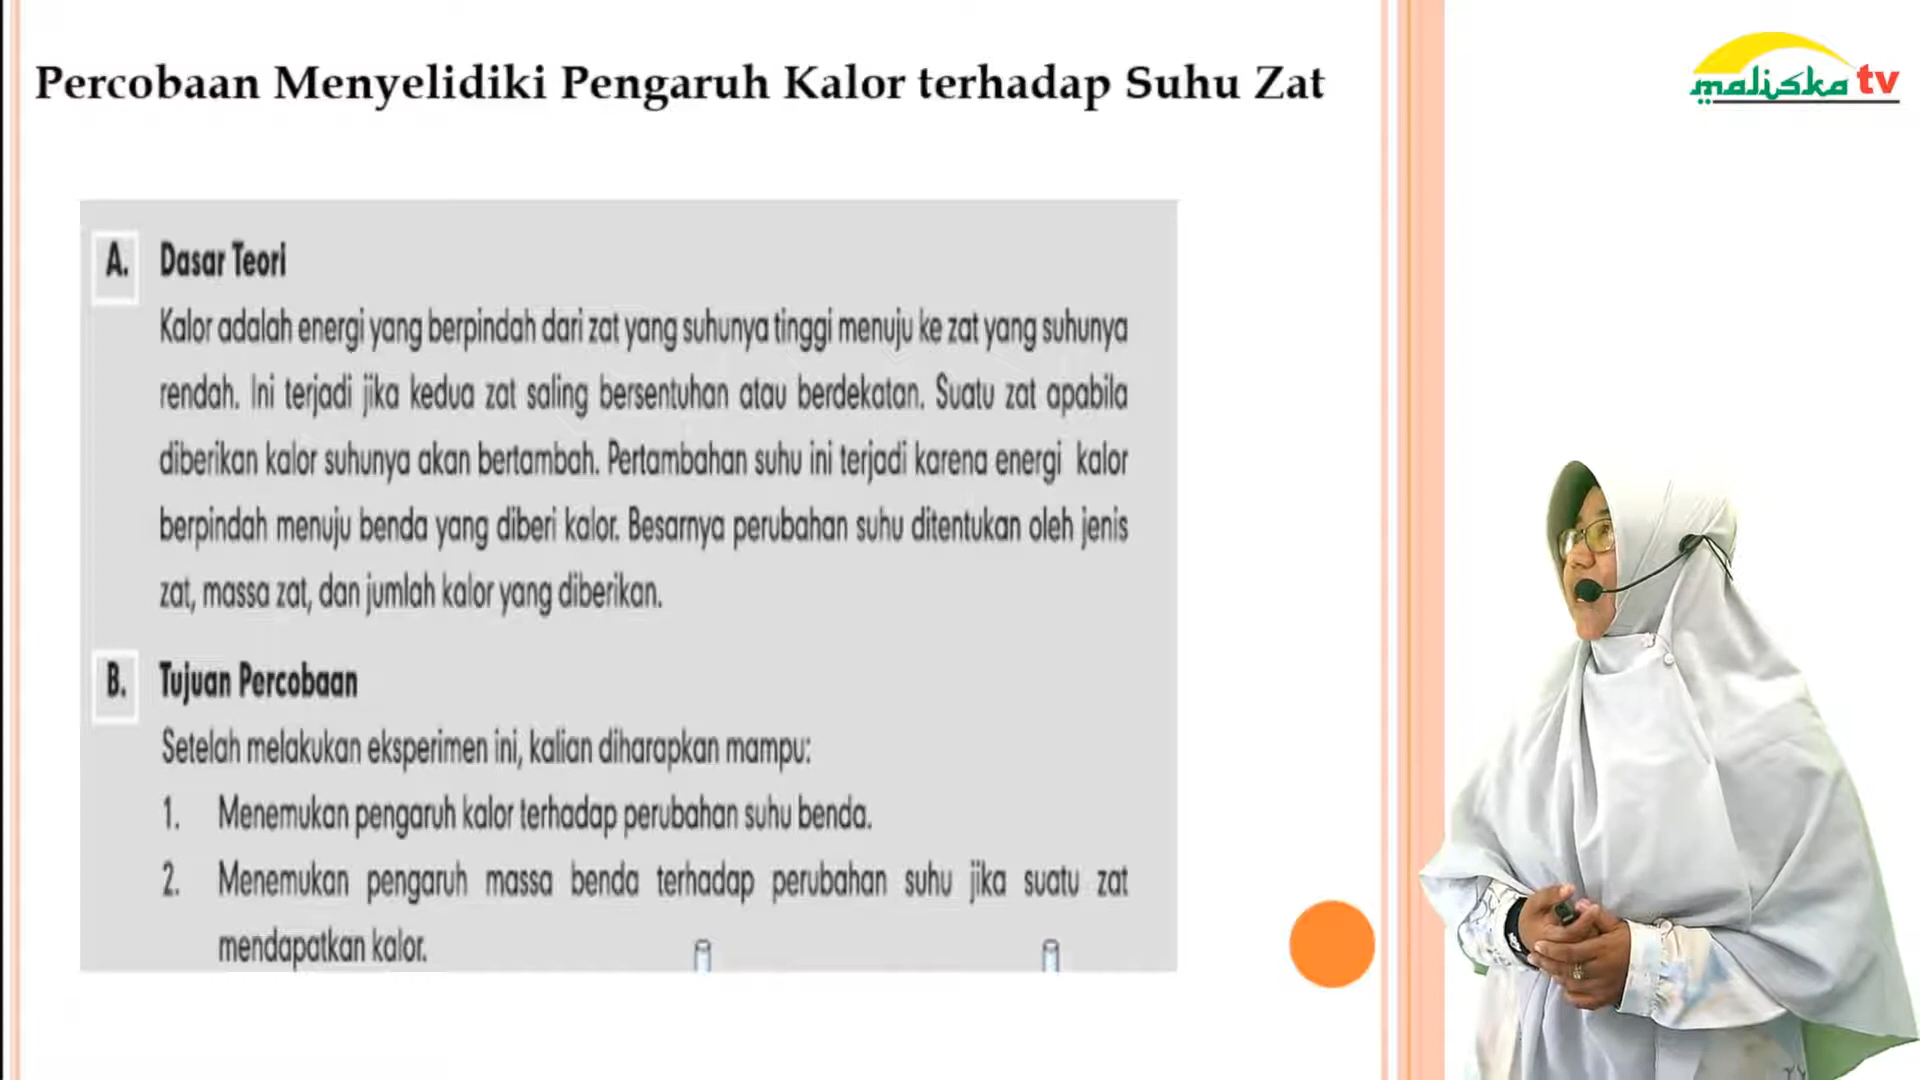 Percobaan Menyelidiki Pengaruh Kalor terhadap Suhu Zat
maliska tv
A. Dasar Teori
Kalor adalah energi yang berpindah dari zat yang suhunya tinggi menuju ke zat yang suhunya
rendah. Ini terjadi jika kedua zat saling bersentuhan atau berdekatan. Suatu zat apabila
diberikan kalor suhunya akan bertambah. Pertambahan suhu ini terjadi karena energi kalor
berpindah menuju benda yang diberi kalor. Besarnya perubahan suhu ditentukan oleh jenis
zat, massa zat, dan jumlah kalor yang diberikan.
B. Tujuan Percobaan
Setelah melakukan eksperimen ini, kalian diharapkan mampu:
1. Menemukan pengaruh kalor terhadap perubahan suhu benda.
2. Menemukan pengaruh massa benda terhadap perubahan suhu jika suatu zat
mendapatkan kalor.